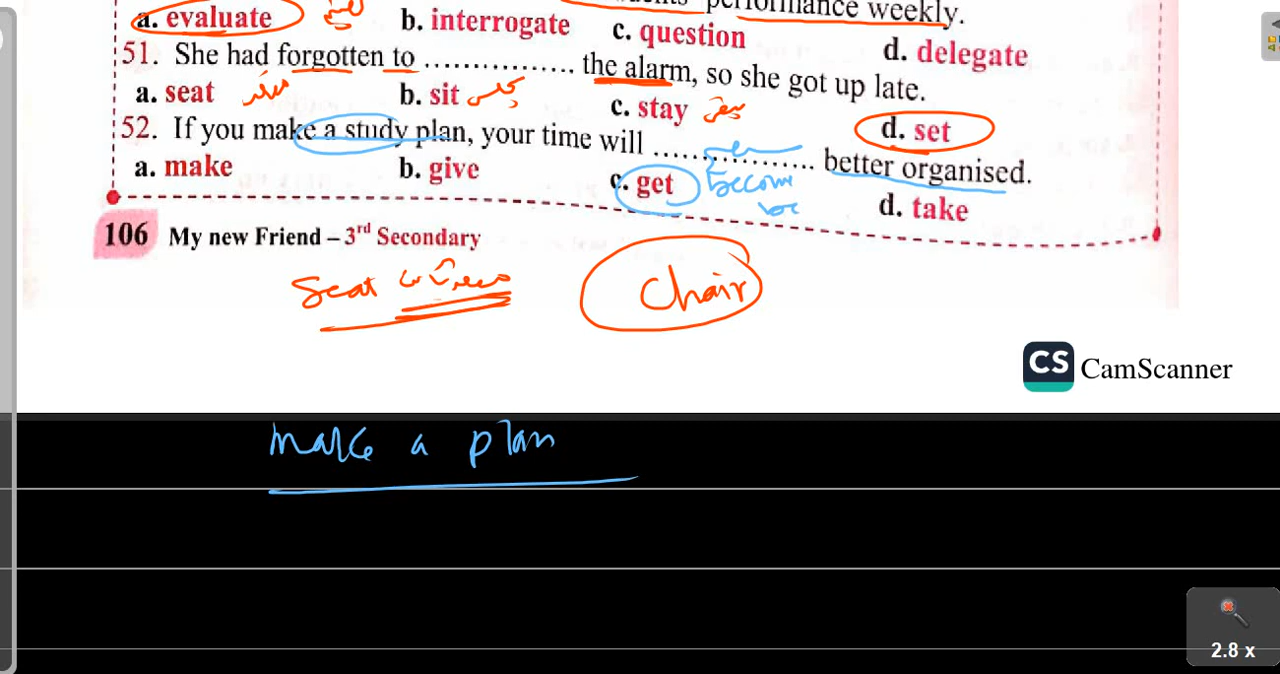 performance weekly.
a. evaluate b. interrogate c. question d. delegate
51. She had forgotten to ............... the alarm, so she got up late.
a. seat b. sit c. stay d. set
52. If you make a study plan, your time will ............... better organised.
a. make b. give c. get d. take
become
be
106 My new Friend – 3rd Secondary
seat
chair
CS CamScanner
make a plan
2.8 x